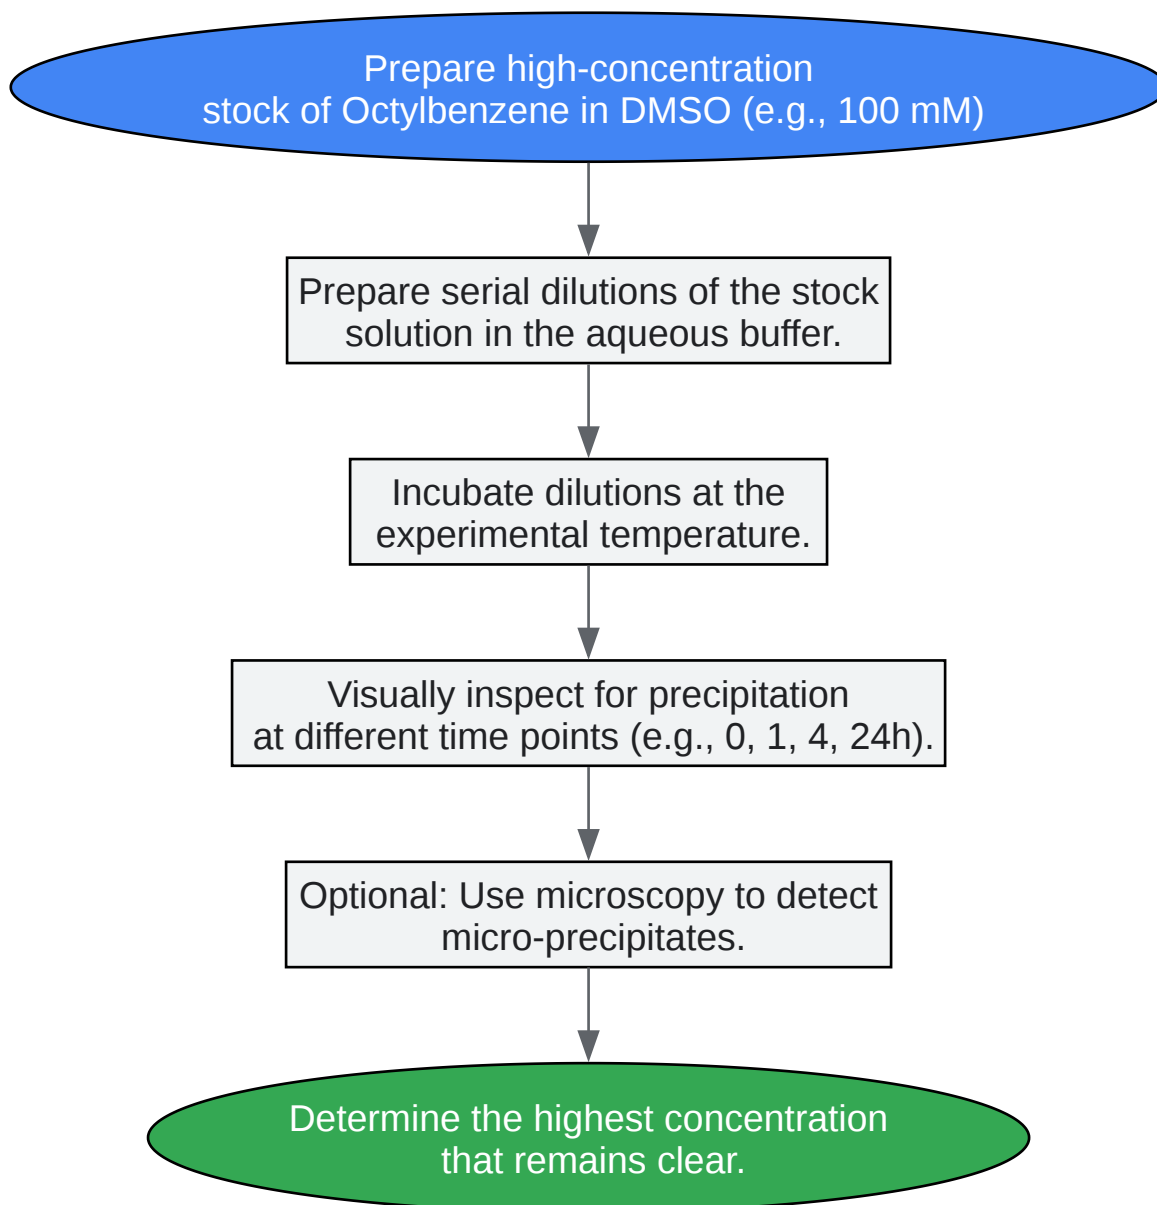 Prepare high-concentration
stock of Octylbenzene in DMSO (e.g., 100 mM)
Prepare serial dilutions of the stock
solution in the aqueous buffer.
Incubate dilutions at the
experimental temperature.
Visually inspect for precipitation
at different time points (e.g., 0, 1, 4, 24h).
Optional: Use microscopy to detect
micro-precipitates.
Determine the highest concentration
that remains clear.